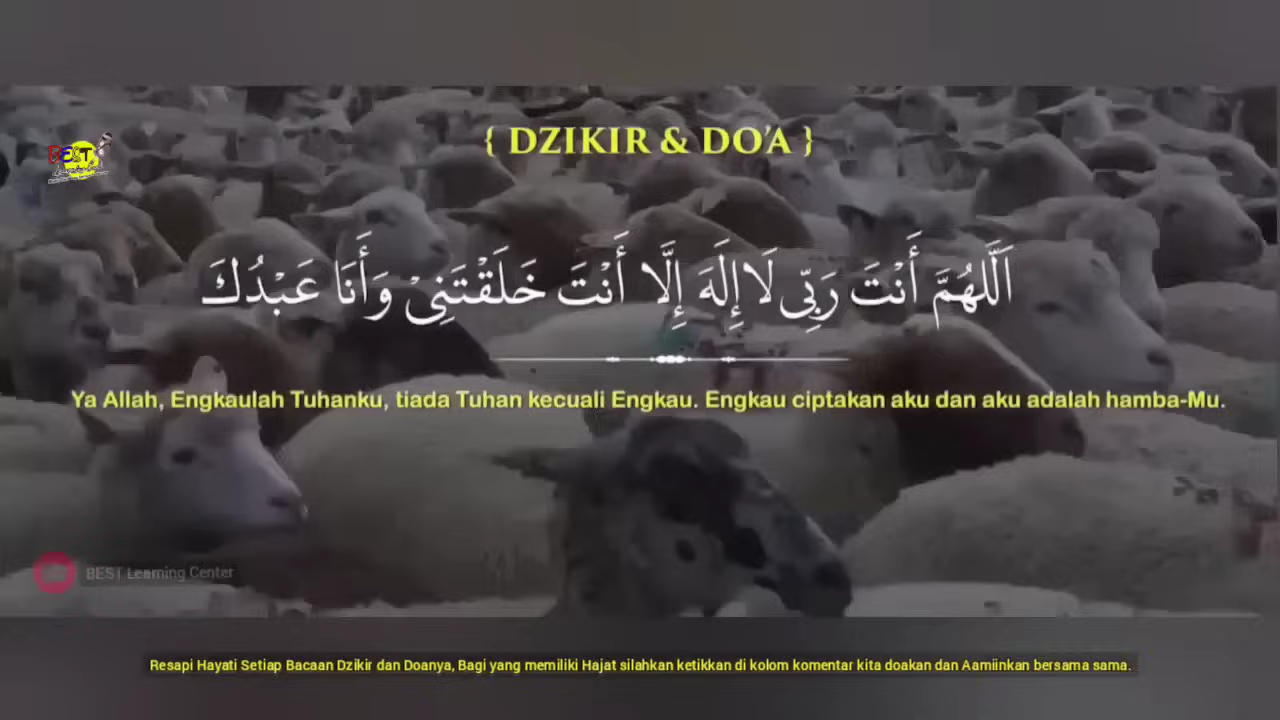 { DZIKIR & DO'A }
BEST
اَللَّهُمَّ أَنْتَ رَبِّى لَا إِلَهَ إِلَّا أَنْتَ خَلَقْتَنِىْ وَأَنَا عَبْدُكَ
Ya Allah, Engkaulah Tuhanku, tiada Tuhan kecuali Engkau. Engkau ciptakan aku dan aku adalah hamba-Mu.
BEST Learning Center
Resapi Hayati Setiap Bacaan Dzikir dan Doanya, Bagi yang memiliki Hajat silahkan ketikkan di kolom komentar kita doakan dan Aamiinkan bersama sama.